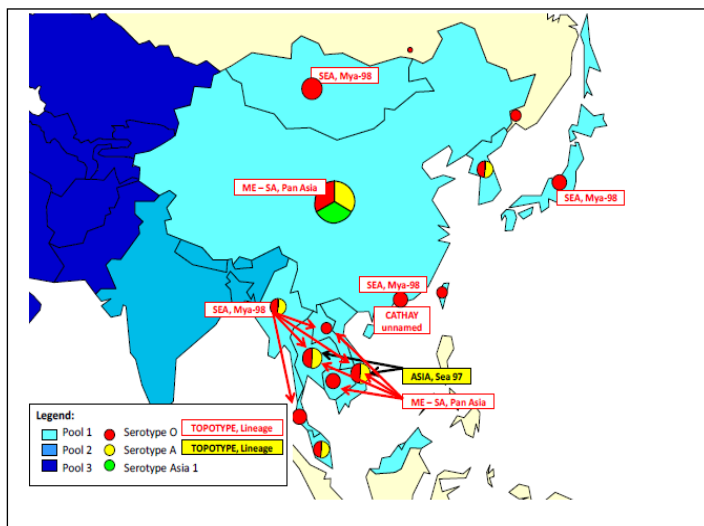 SEA, Mya-98
ME – SA, Pan Asia
SEA, Mya-98
SEA, Mya-98
SEA, Mya-98
CATHAY
unnamed
ASIA, Sea 97
ME – SA, Pan Asia
Legend:
Pool 1 Serotype O TOPOTYPE, Lineage
Pool 2 Serotype A TOPOTYPE, Lineage
Pool 3 Serotype Asia 1